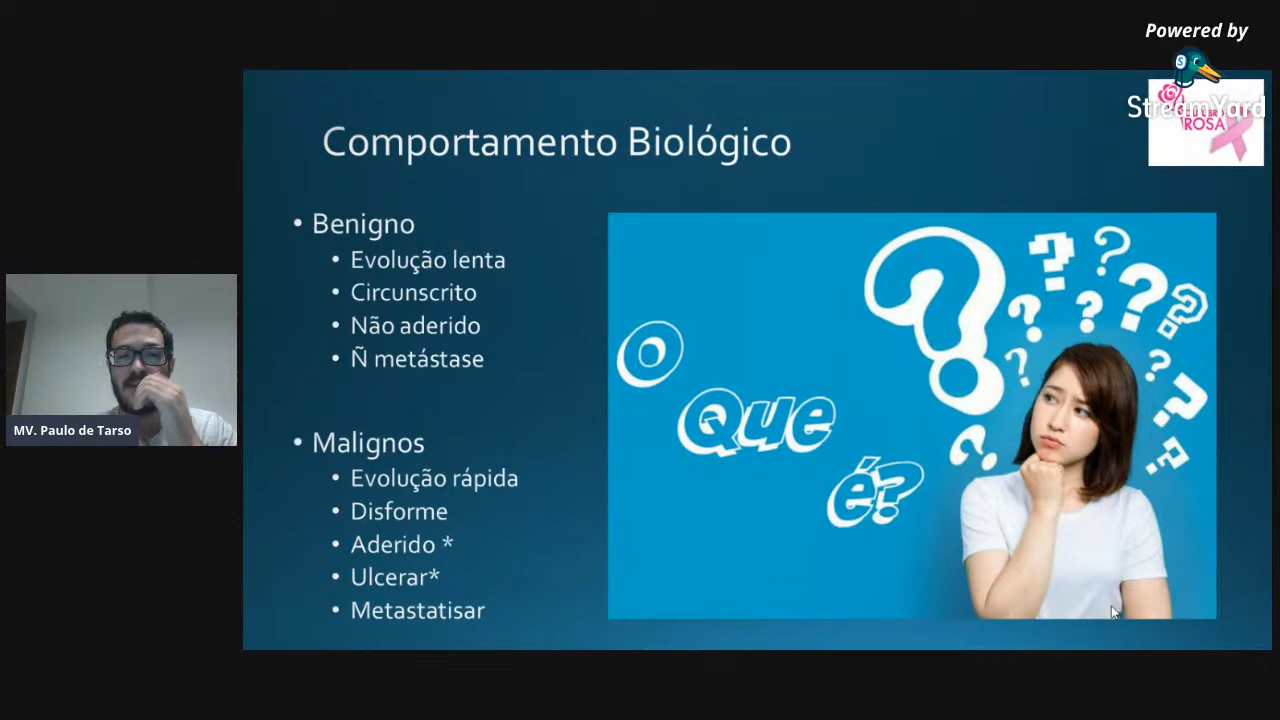 Powered by
StreamYard
ROSA
Comportamento Biológico
• Benigno
• Evolução lenta
• Circunscrito
• Não aderido
• Ñ metástase
• Malignos
• Evolução rápida
• Disforme
• Aderido *
• Ulcerar*
• Metastatisar
O
Que
é?
MV. Paulo de Tarso